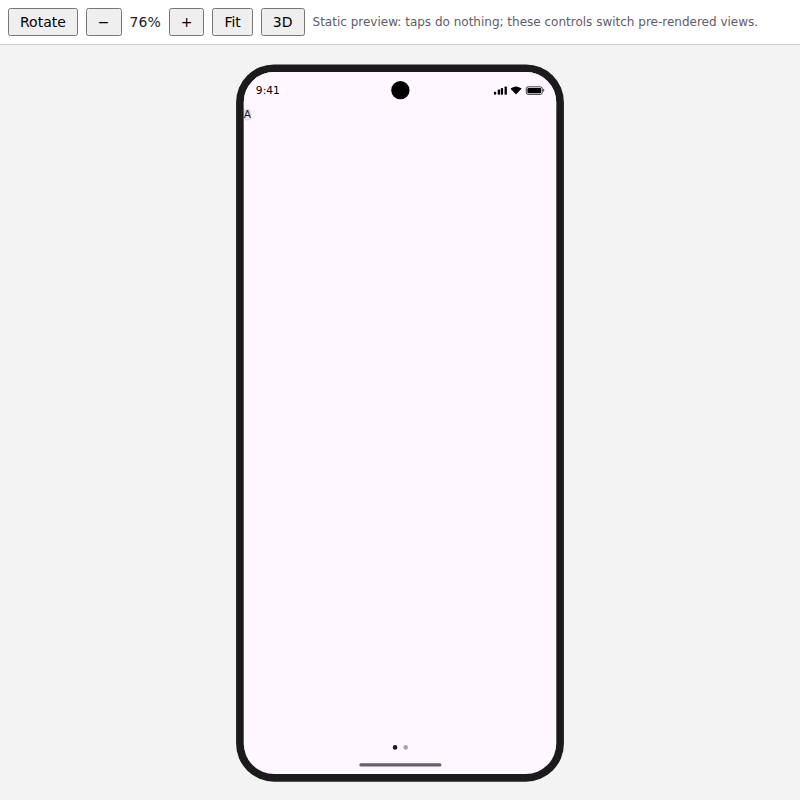 Rotate − 76% + Fit 3D Static preview: taps do nothing; these controls switch pre-rendered views.
9:41
A